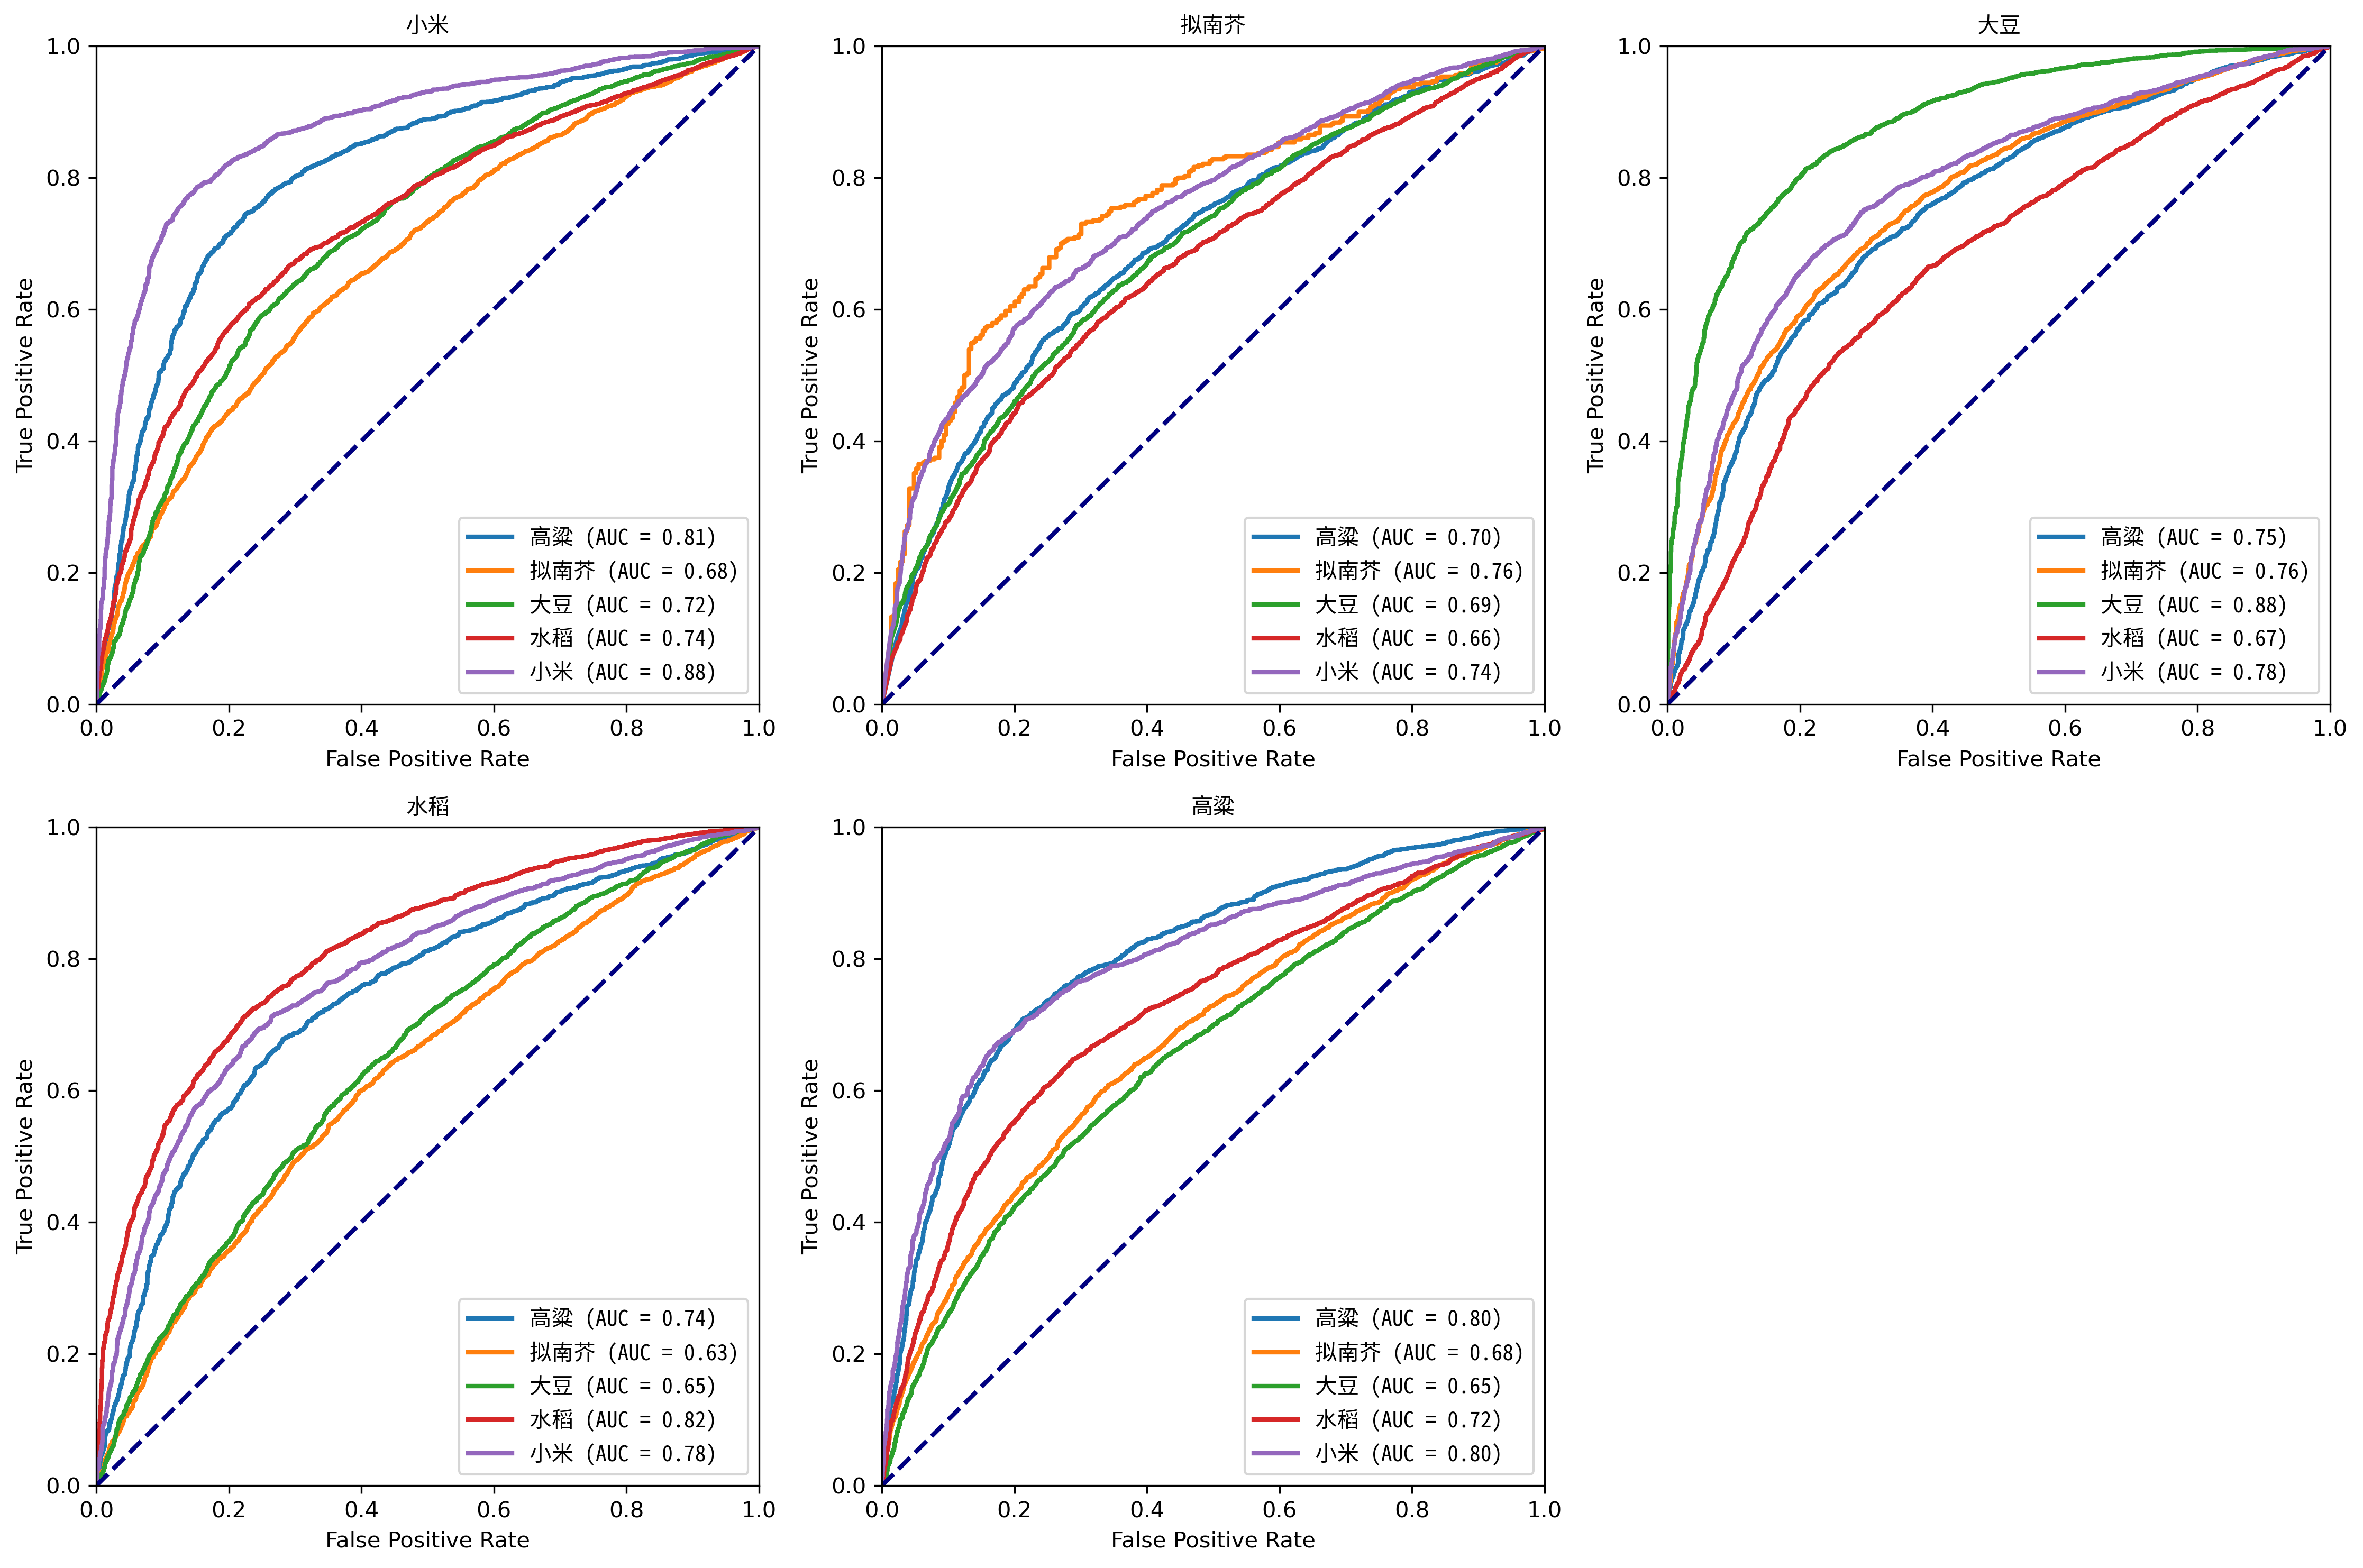 小米
True Positive Rate
1.0
0.8
0.6
0.4
0.2
0.0
高粱 (AUC = 0.81)
拟南芥 (AUC = 0.68)
大豆 (AUC = 0.72)
水稻 (AUC = 0.74)
小米 (AUC = 0.88)
0.0 0.2 0.4 0.6 0.8 1.0
False Positive Rate
拟南芥
True Positive Rate
1.0
0.8
0.6
0.4
0.2
0.0
高粱 (AUC = 0.70)
拟南芥 (AUC = 0.76)
大豆 (AUC = 0.69)
水稻 (AUC = 0.66)
小米 (AUC = 0.74)
0.0 0.2 0.4 0.6 0.8 1.0
False Positive Rate
大豆
True Positive Rate
1.0
0.8
0.6
0.4
0.2
0.0
高粱 (AUC = 0.75)
拟南芥 (AUC = 0.76)
大豆 (AUC = 0.88)
水稻 (AUC = 0.67)
小米 (AUC = 0.78)
0.0 0.2 0.4 0.6 0.8 1.0
False Positive Rate
水稻
True Positive Rate
1.0
0.8
0.6
0.4
0.2
0.0
高粱 (AUC = 0.74)
拟南芥 (AUC = 0.63)
大豆 (AUC = 0.65)
水稻 (AUC = 0.82)
小米 (AUC = 0.78)
0.0 0.2 0.4 0.6 0.8 1.0
False Positive Rate
高粱
True Positive Rate
1.0
0.8
0.6
0.4
0.2
0.0
高粱 (AUC = 0.80)
拟南芥 (AUC = 0.68)
大豆 (AUC = 0.65)
水稻 (AUC = 0.72)
小米 (AUC = 0.80)
0.0 0.2 0.4 0.6 0.8 1.0
False Positive Rate